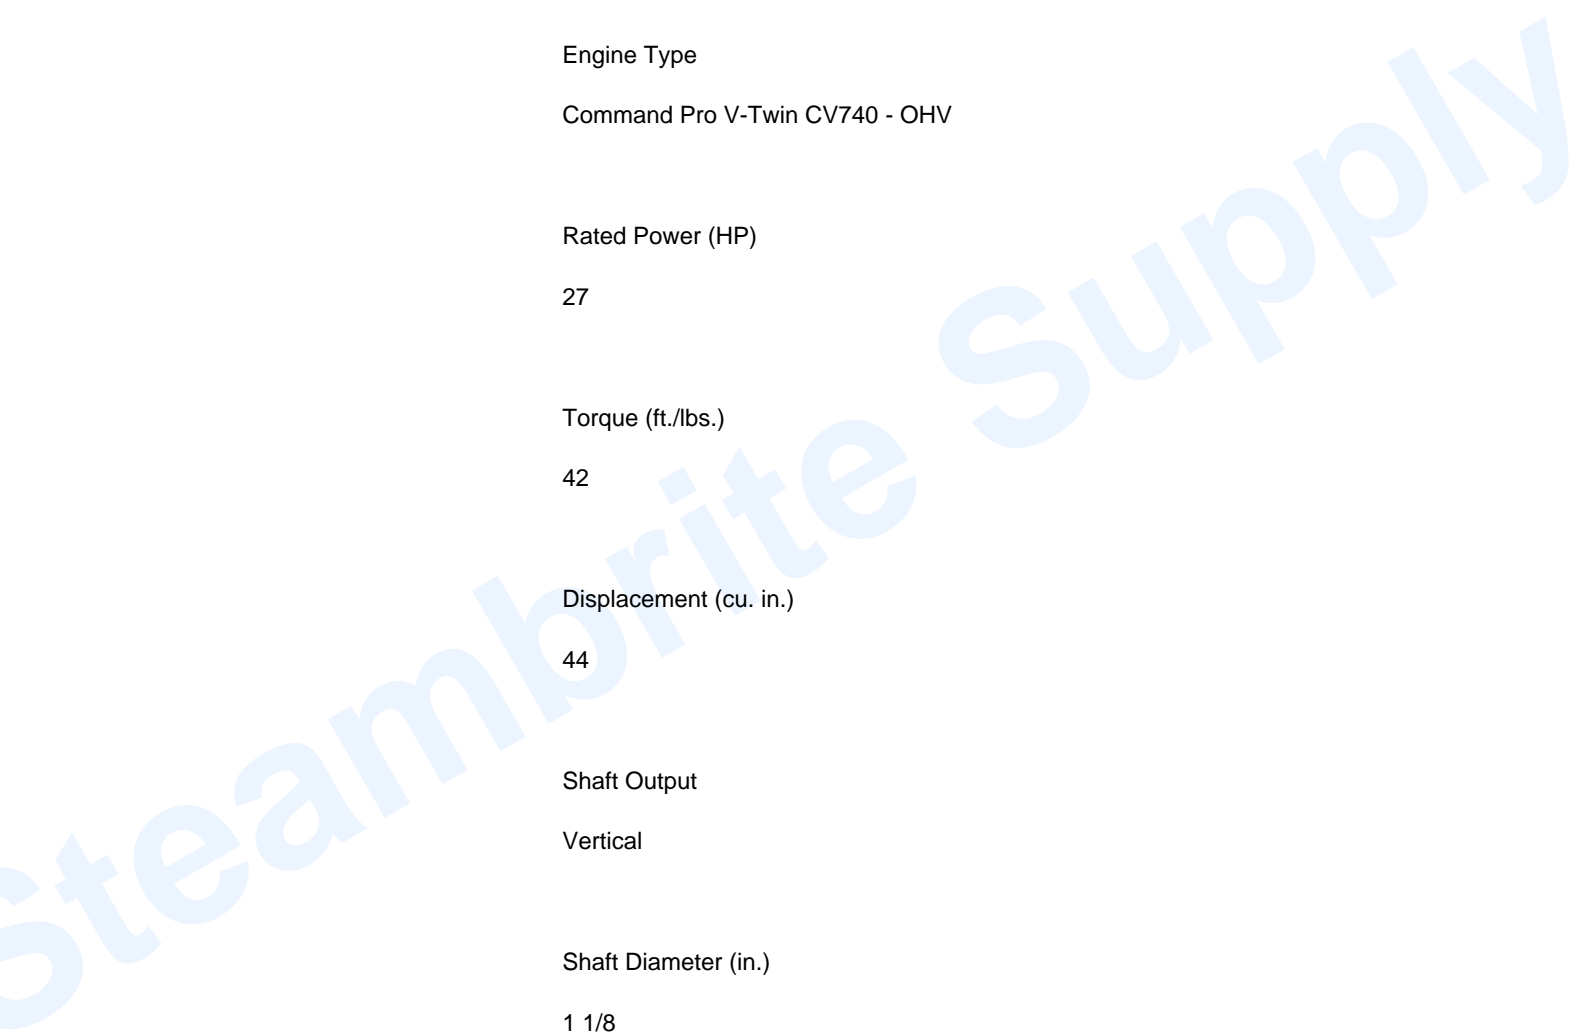 Engine Type
Command Pro V-Twin CV740 - OHV
Rated Power (HP)
27
Torque (ft./lbs.)
42
Displacement (cu. in.)
44
Shaft Output
Vertical
Shaft Diameter (in.)
1 1/8
Steambrite Supply